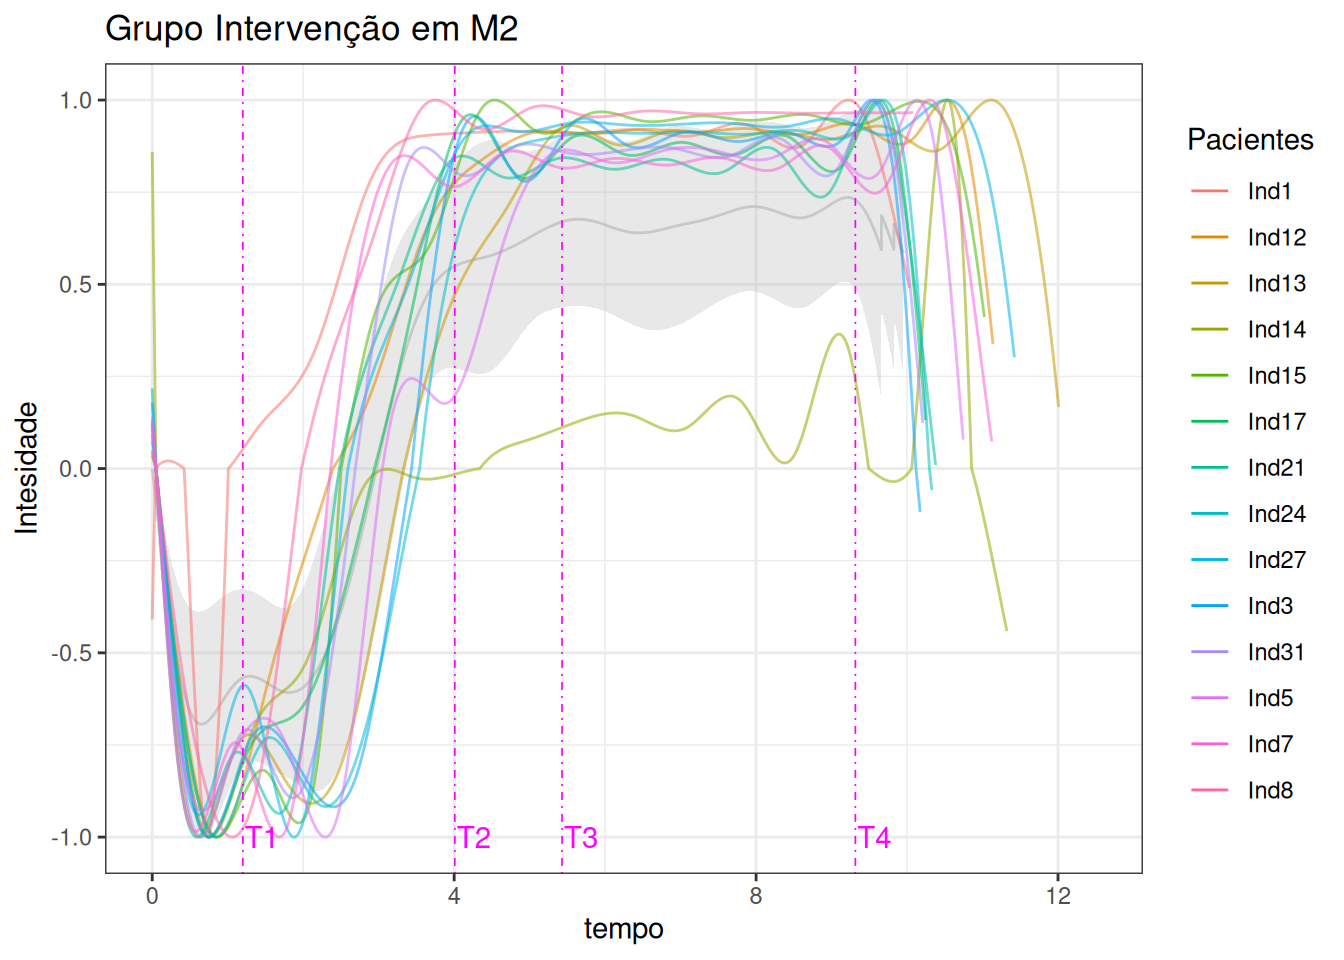 Grupo Intervenção em M2
Intesidade
1.0
0.5
0.0
-0.5
-1.0
T1
T2
T3
T4
0
4
8
12
tempo
Pacientes
Ind1
Ind12
Ind13
Ind14
Ind15
Ind17
Ind21
Ind24
Ind27
Ind3
Ind31
Ind5
Ind7
Ind8